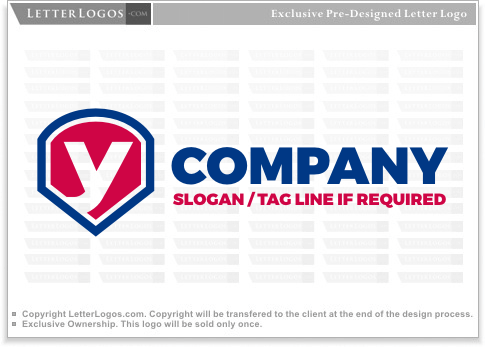 LETTERLOGOS.COM
Exclusive Pre-Designed Letter Logo
y
COMPANY
SLOGAN / TAG LINE IF REQUIRED
Copyright LetterLogos.com. Copyright will be transfered to the client at the end of the design process.
Exclusive Ownership. This logo will be sold only once.